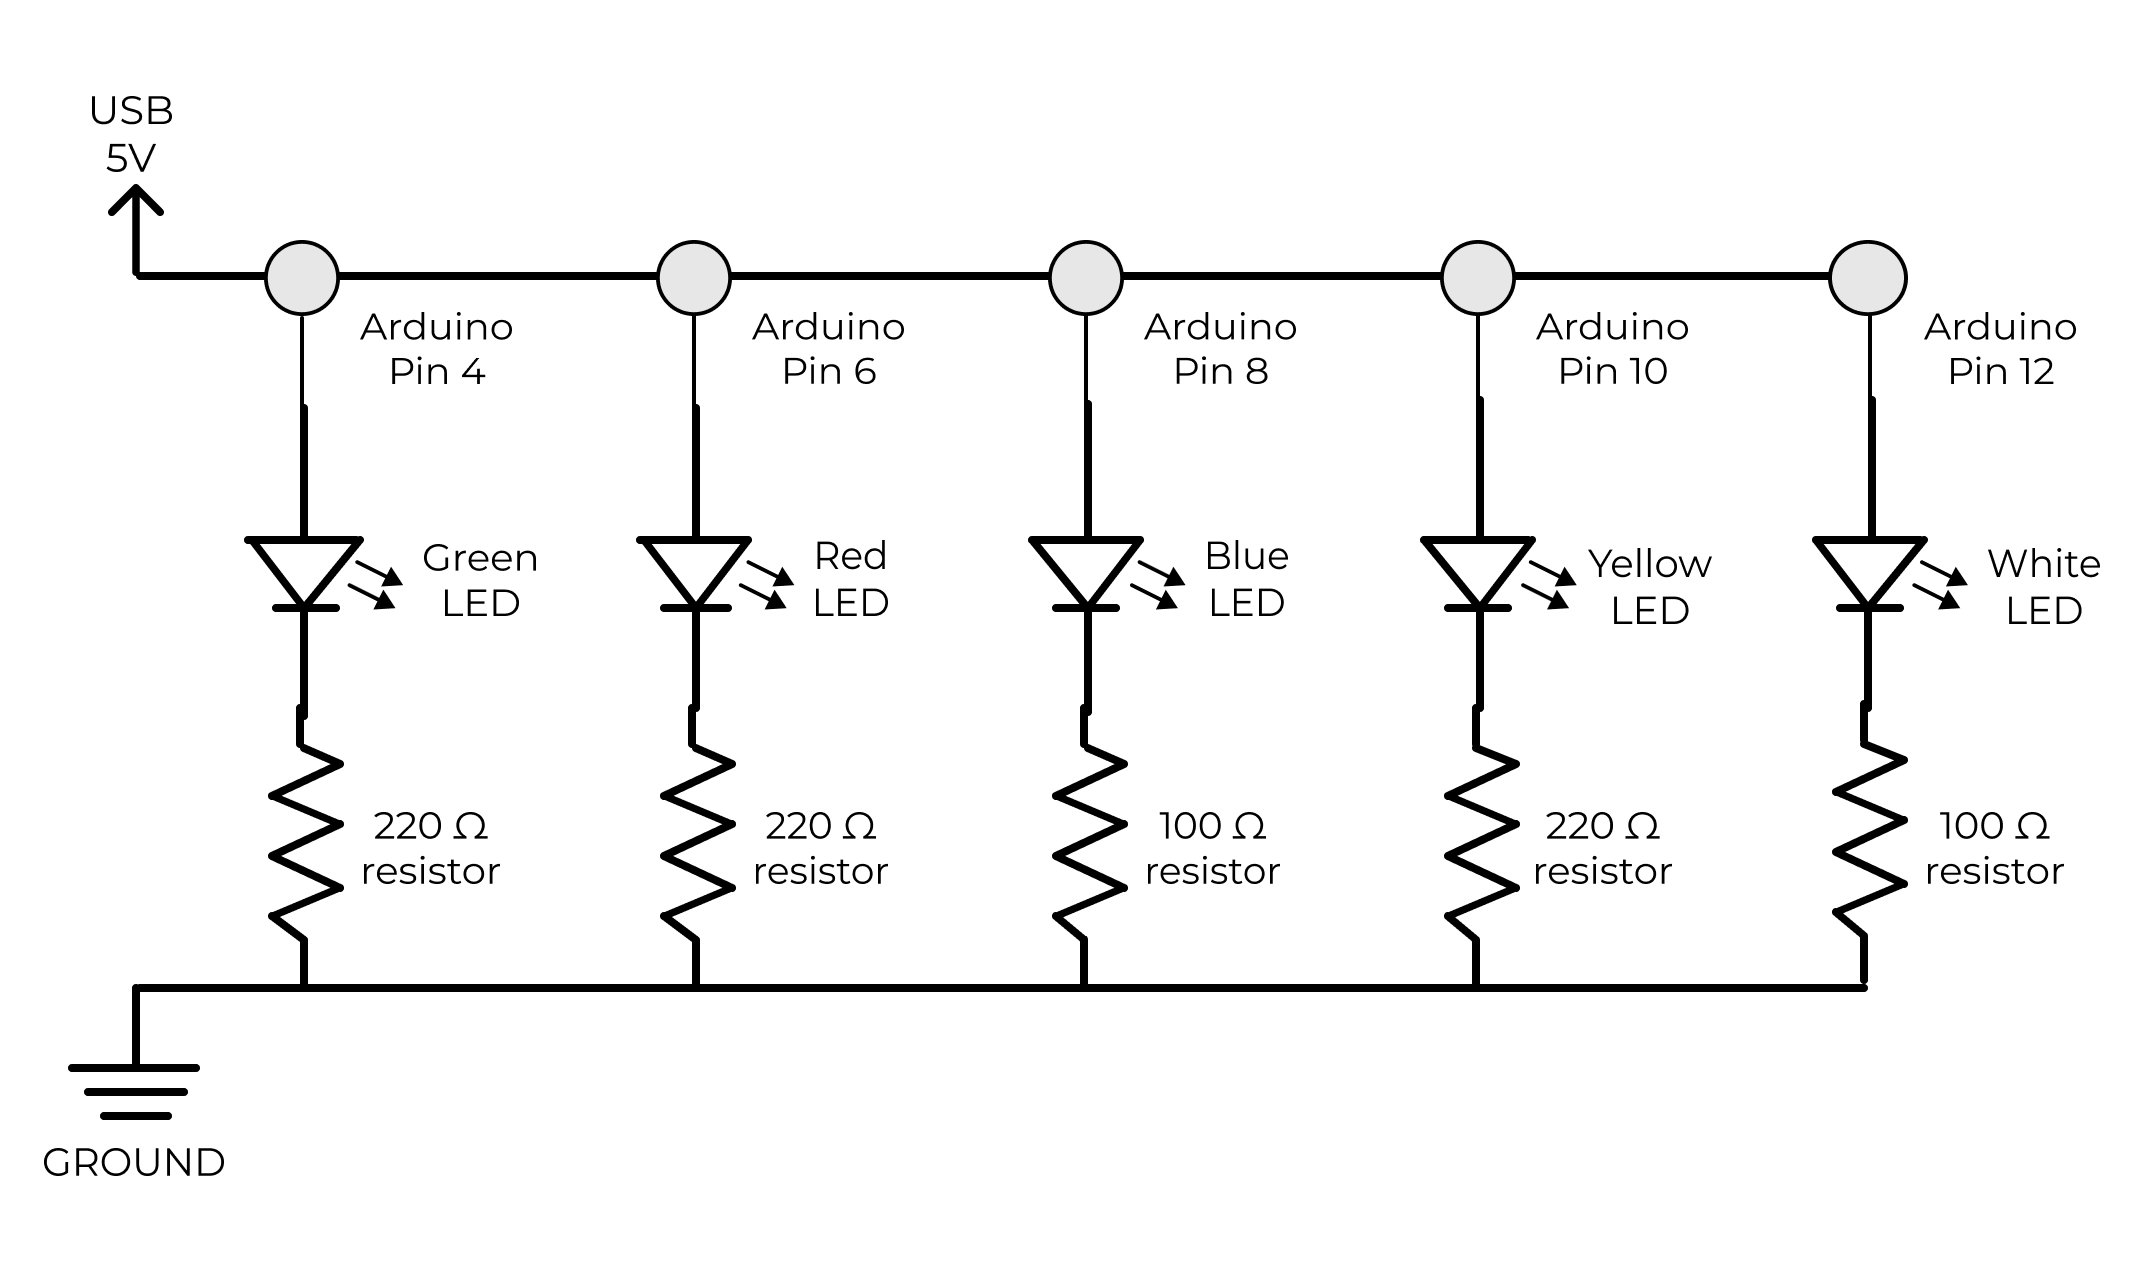 USB
5V
Arduino
Pin 4
Arduino
Pin 6
Arduino
Pin 8
Arduino
Pin 10
Arduino
Pin 12
Green
LED
Red
LED
Blue
LED
Yellow
LED
White
LED
220 Ω
resistor
220 Ω
resistor
100 Ω
resistor
220 Ω
resistor
100 Ω
resistor
GROUND